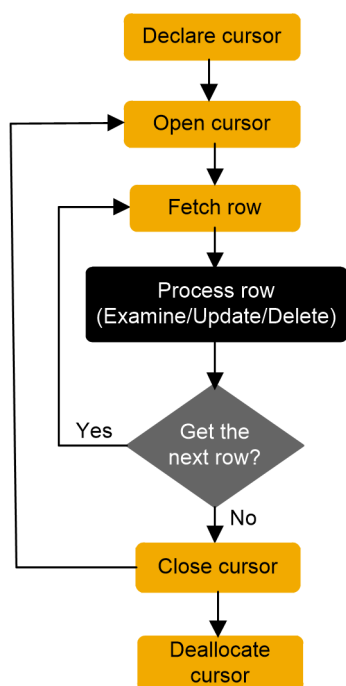 Declare cursor
Open cursor
Fetch row
Process row
(Examine/Update/Delete)
Get the
next row?
Yes
No
Close cursor
Deallocate
cursor